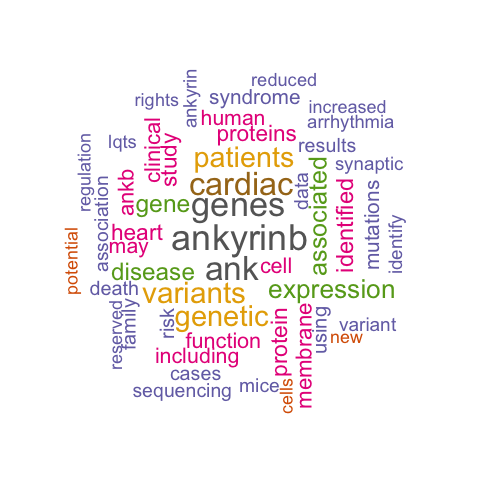 reduced
rights
ankyrin
syndrome
increased
arrhythmia
human
proteins
lqts
clinical
study
results
regulation
patients
synaptic
ankb
cardiac
data
associated
identified
mutations
association
gene
genes
identify
heart
may
ankyrinb
potential
disease
ank
cell
death
variants
expression
reserved
family
risk
genetic
protein
membrane
using
variant
function
new
including
cases
sequencing
mice
cells